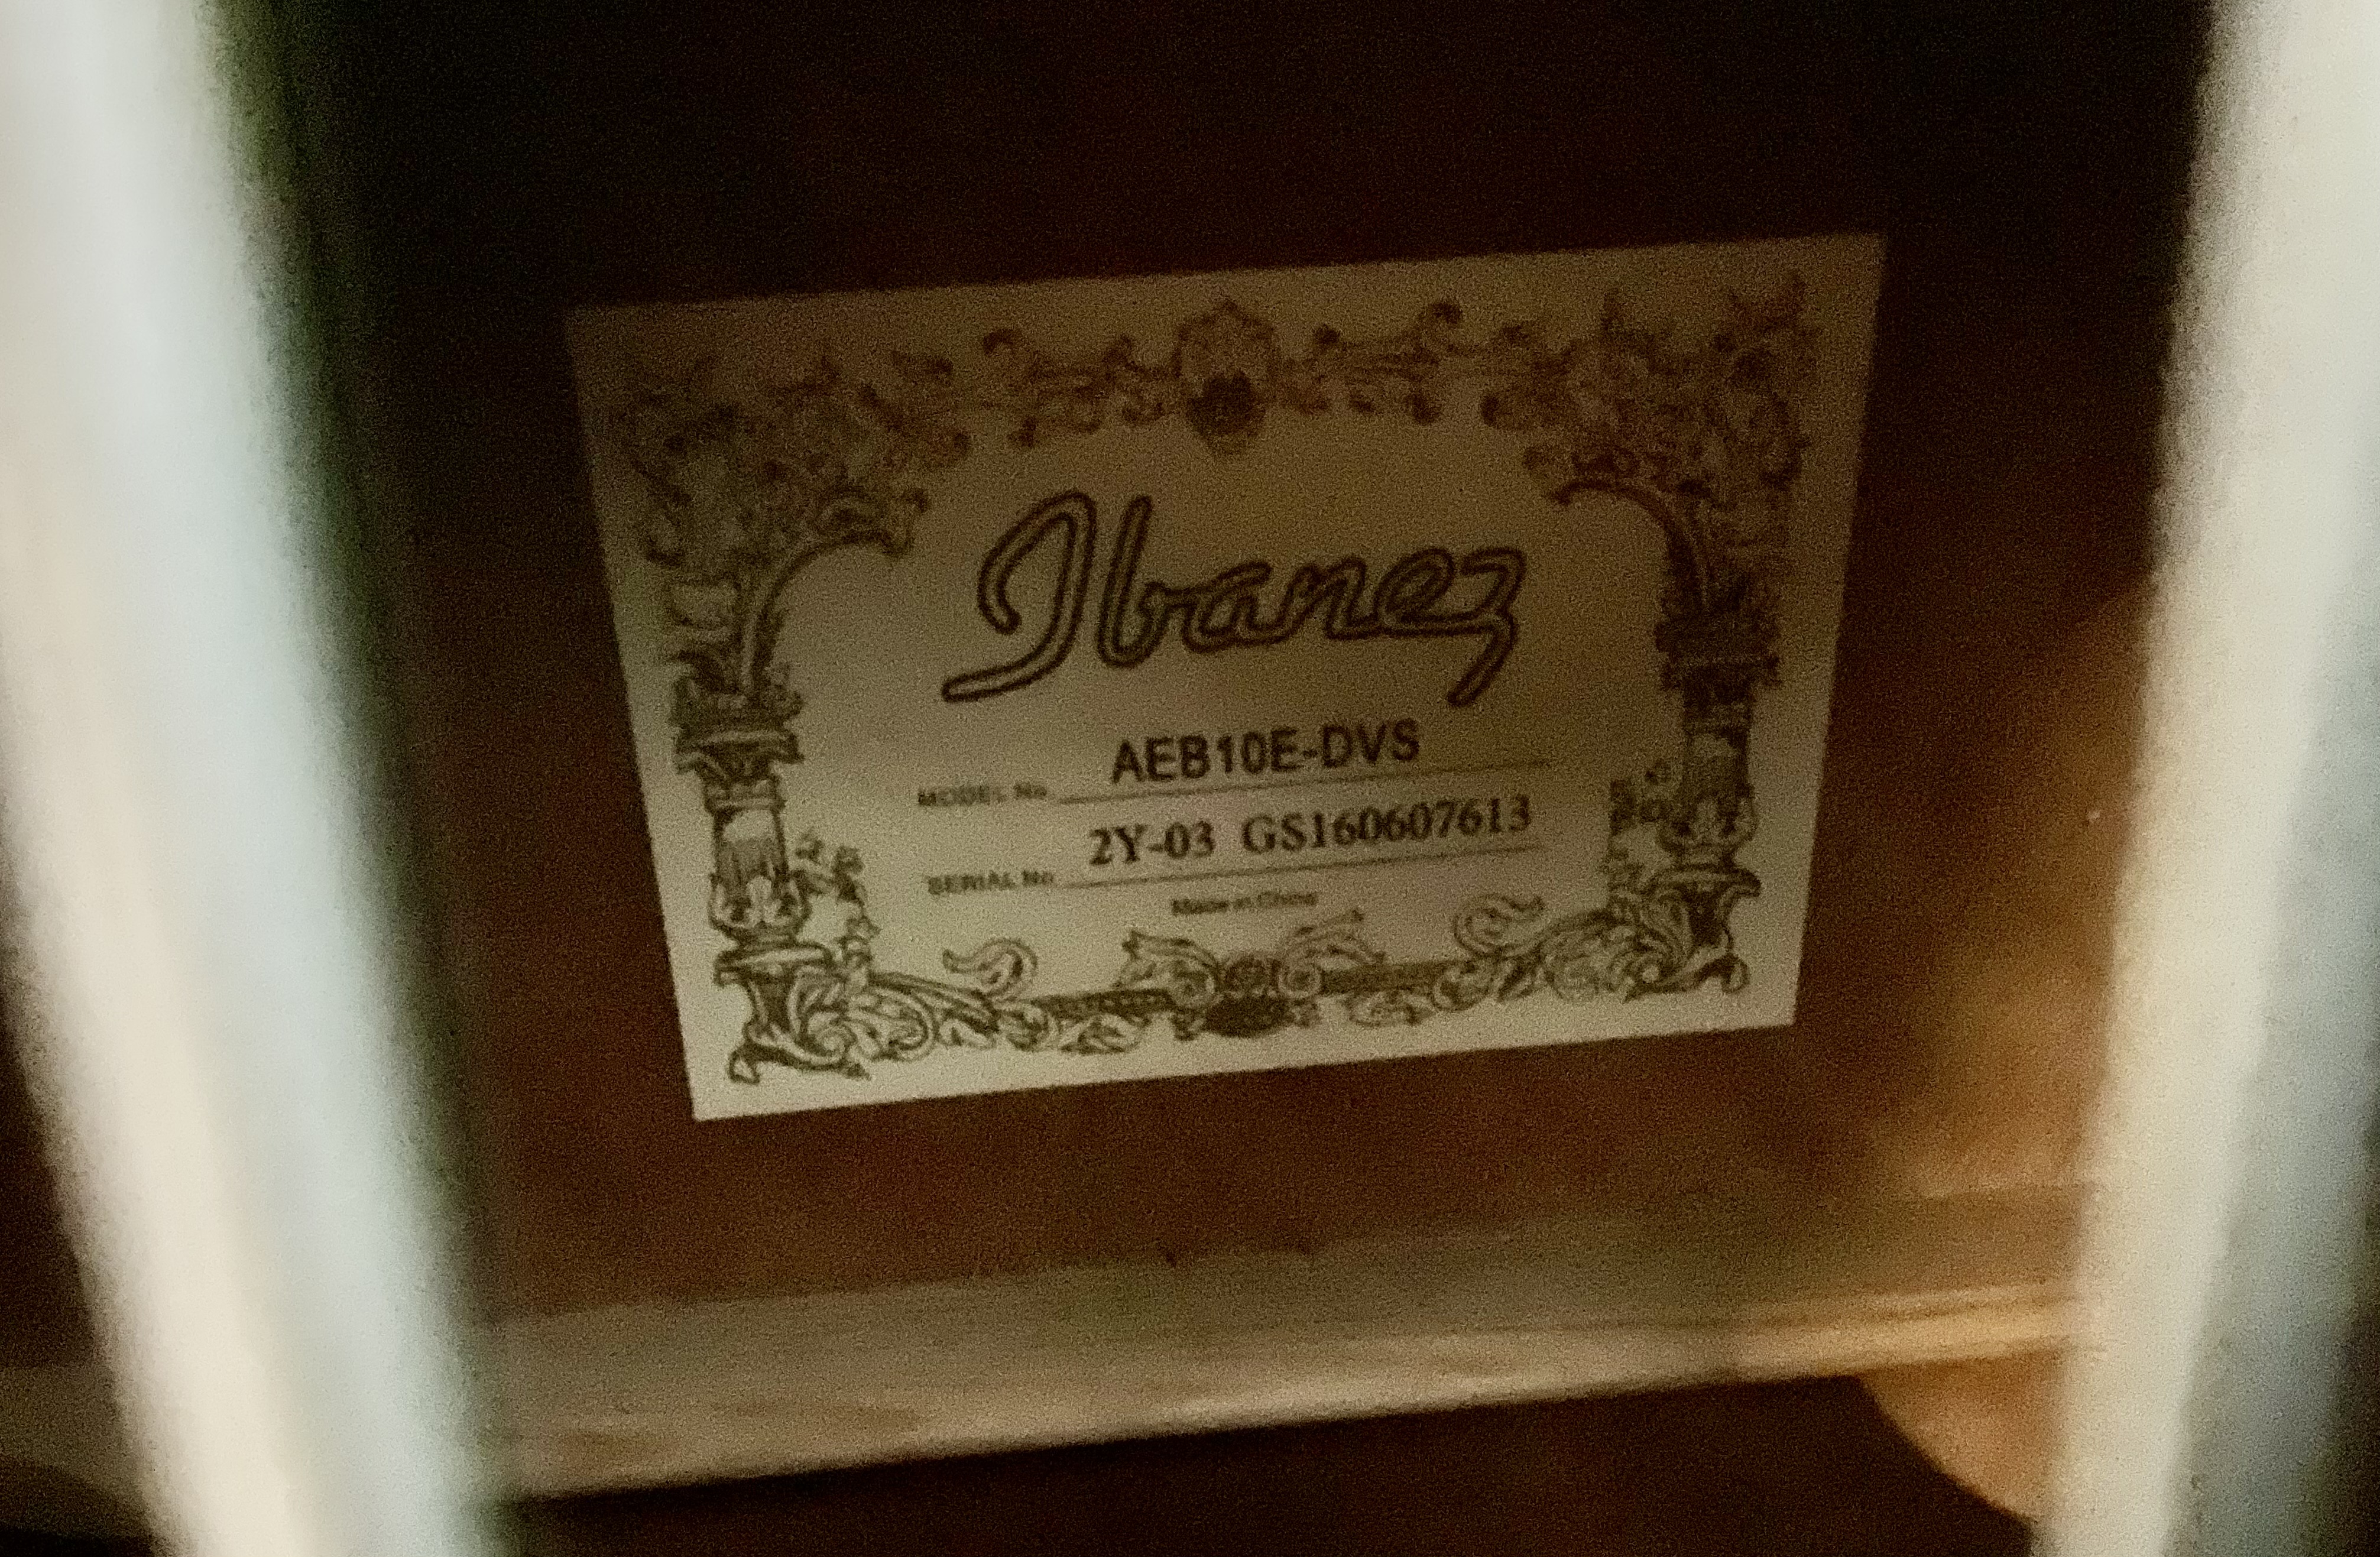 Ibanez
MODEL No. AEB10E-DVS
SERIAL No. 2Y-03 GS160607613
Made in China